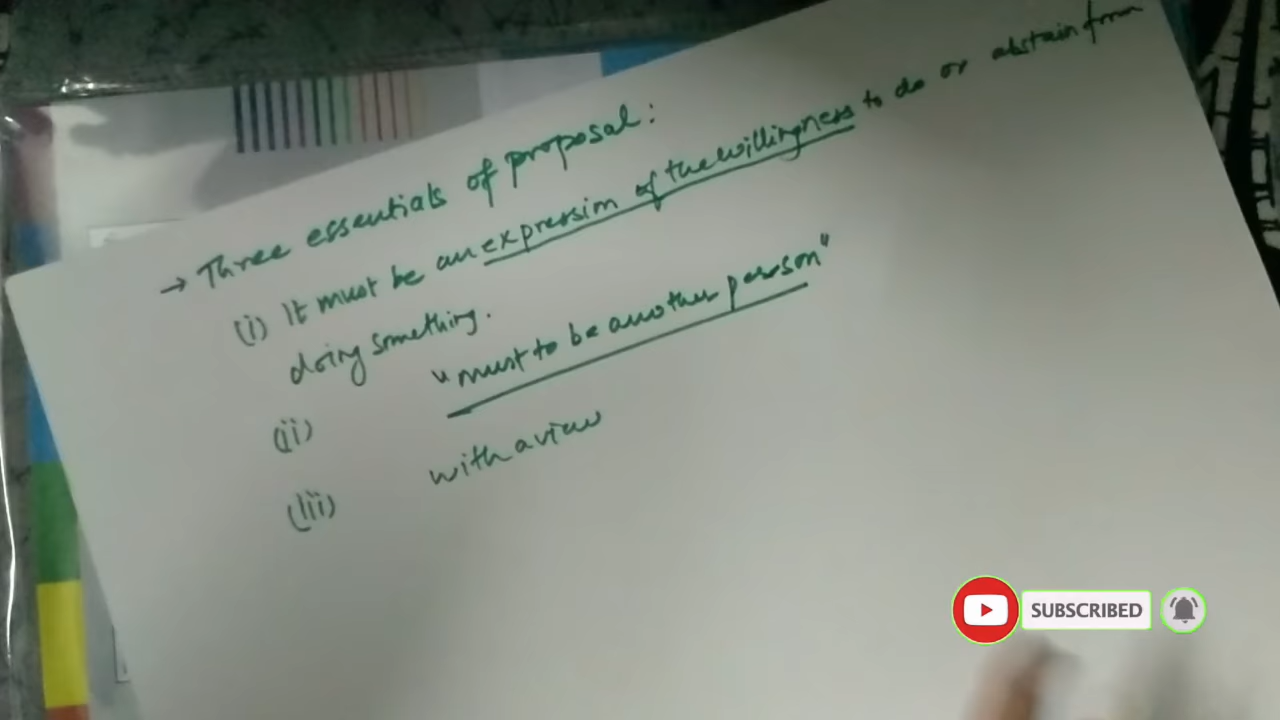 → Three essentials of proposal:
(i) It must be an expression of the willingness to do or abstain from
doing something.
(ii) "must to be another person"
(iii) with a view
SUBSCRIBED